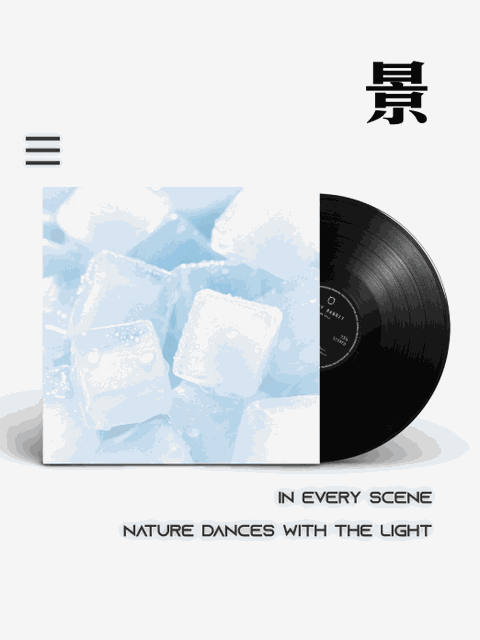 景
IN EVERY SCENE
NATURE DANCES WITH THE LIGHT